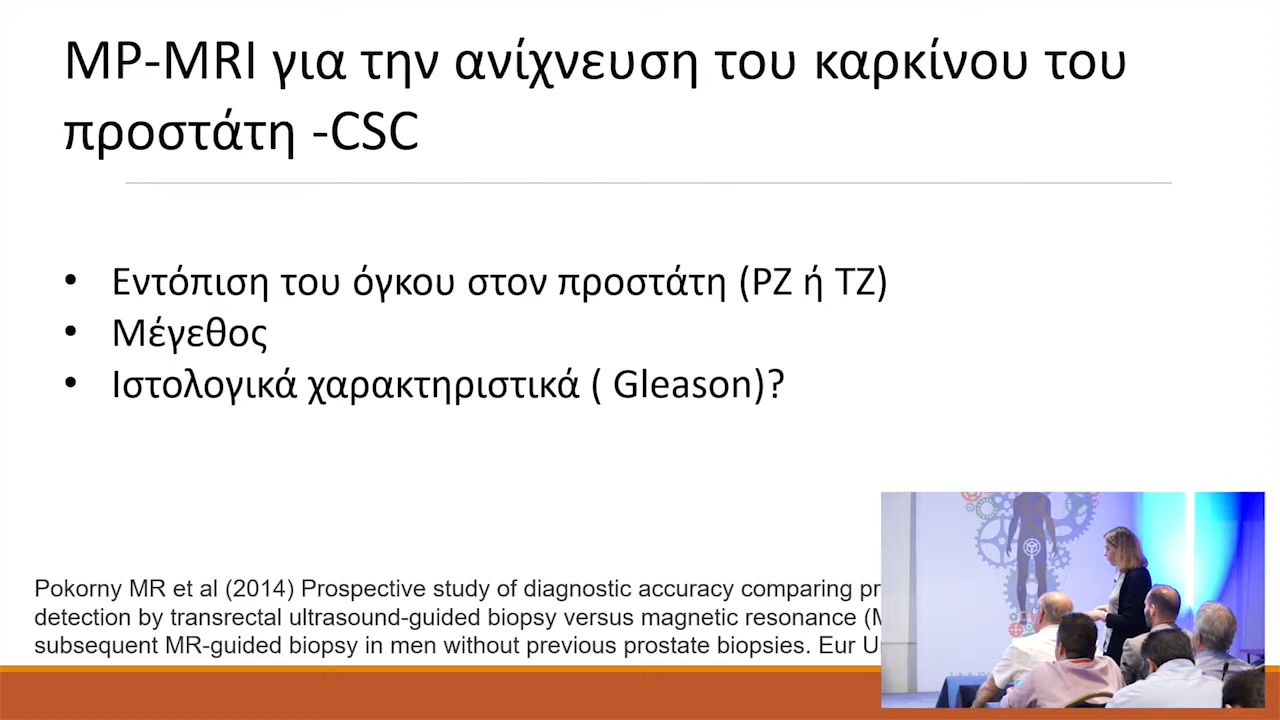 MP-MRI για την ανίχνευση του καρκίνου του
προστάτη -CSC
• Εντόπιση του όγκου στον προστάτη (PZ ή TZ)
• Μέγεθος
• Ιστολογικά χαρακτηριστικά ( Gleason)?
Pokorny MR et al (2014) Prospective study of diagnostic accuracy comparing
detection by transrectal ultrasound-guided biopsy versus magnetic resonance
subsequent MR-guided biopsy in men without previous prostate biopsies. Eur